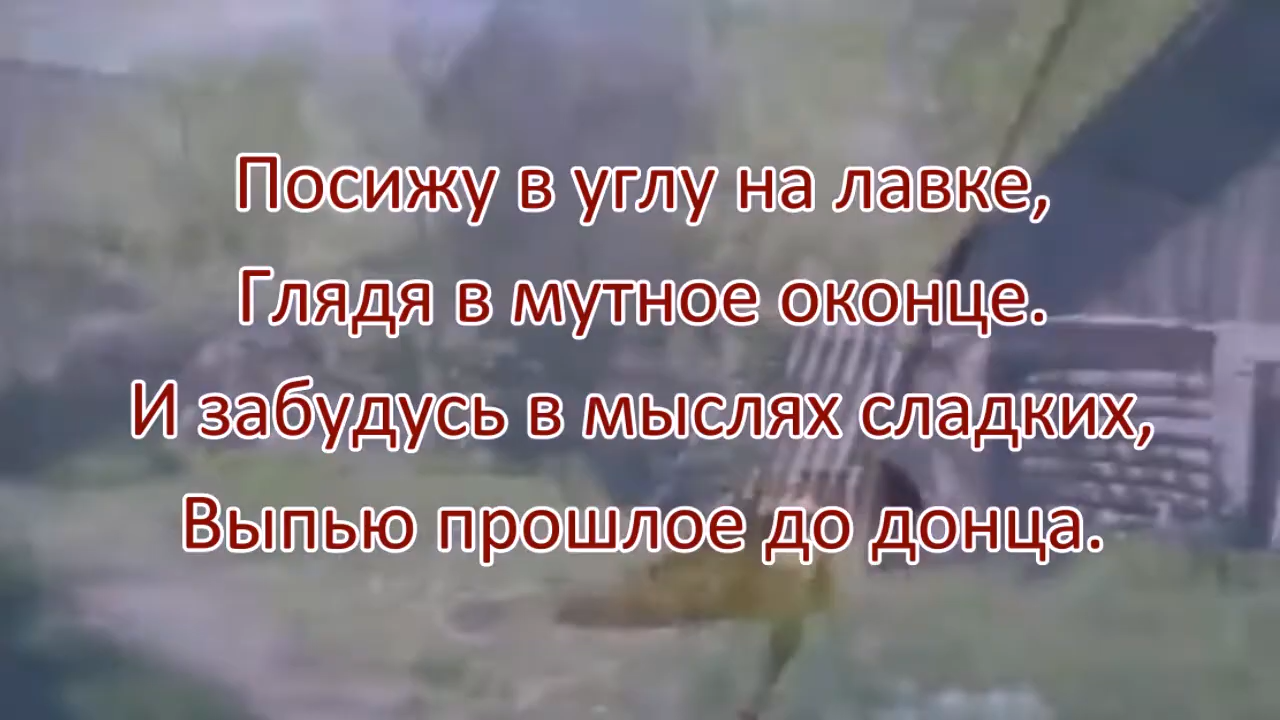 Посижу в углу на лавке,
Глядя в мутное оконце.
И забудусь в мыслях сладких,
Выпью прошлое до донца.